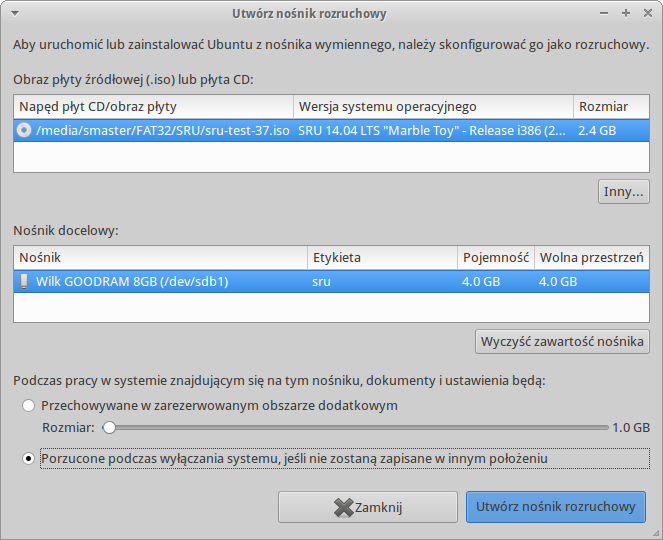 Utwórz nośnik rozruchowy
Aby uruchomić lub zainstalować Ubuntu z nośnika wymiennego, należy skonfigurować go jako rozruchowy.
Obraz płyty źródłowej (.iso) lub płyta CD:
Napęd płyt CD/obraz płyty Wersja systemu operacyjnego Rozmiar
/media/smaster/FAT32/SRU/sru-test-37.iso SRU 14.04 LTS "Marble Toy" - Release i386 (2... 2.4 GB
Inny...
Nośnik docelowy:
Nośnik Etykieta Pojemność Wolna przestrzeń
Wilk GOODRAM 8GB (/dev/sdb1) sru 4.0 GB 4.0 GB
Wyczyść zawartość nośnika
Podczas pracy w systemie znajdującym się na tym nośniku, dokumenty i ustawienia będą:
Przechowywane w zarezerwowanym obszarze dodatkowym
Rozmiar: 1.0 GB
Porzucone podczas wyłączania systemu, jeśli nie zostaną zapisane w innym położeniu
Zamknij Utwórz nośnik rozruchowy